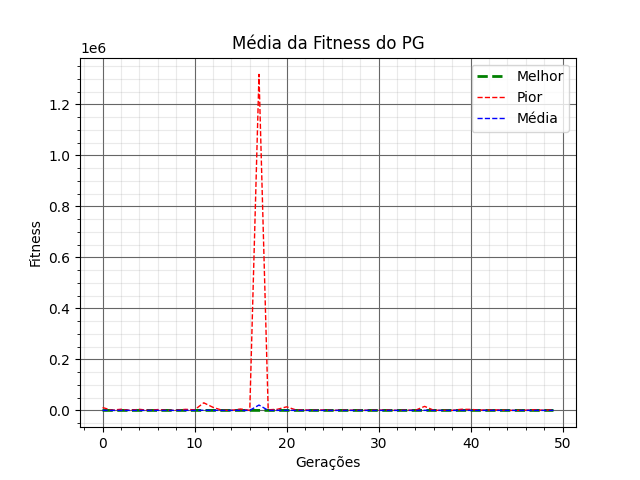 Média da Fitness do PG
1e6
Melhor
Pior
Média
1.2
1.0
0.8
0.6
0.4
0.2
0.0
Fitness
0 10 20 30 40 50
Gerações